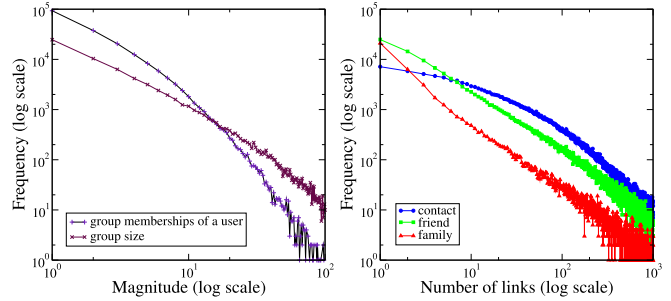 10^5
10^4
10^3
10^2
10^1
10^0
Frequency (log scale)
group memberships of a user
group size
10^0
10^1
10^2
Magnitude (log scale)
10^5
10^4
10^3
10^2
10^1
10^0
Frequency (log scale)
contact
friend
family
10^0
10^1
10^2
10^3
Number of links (log scale)